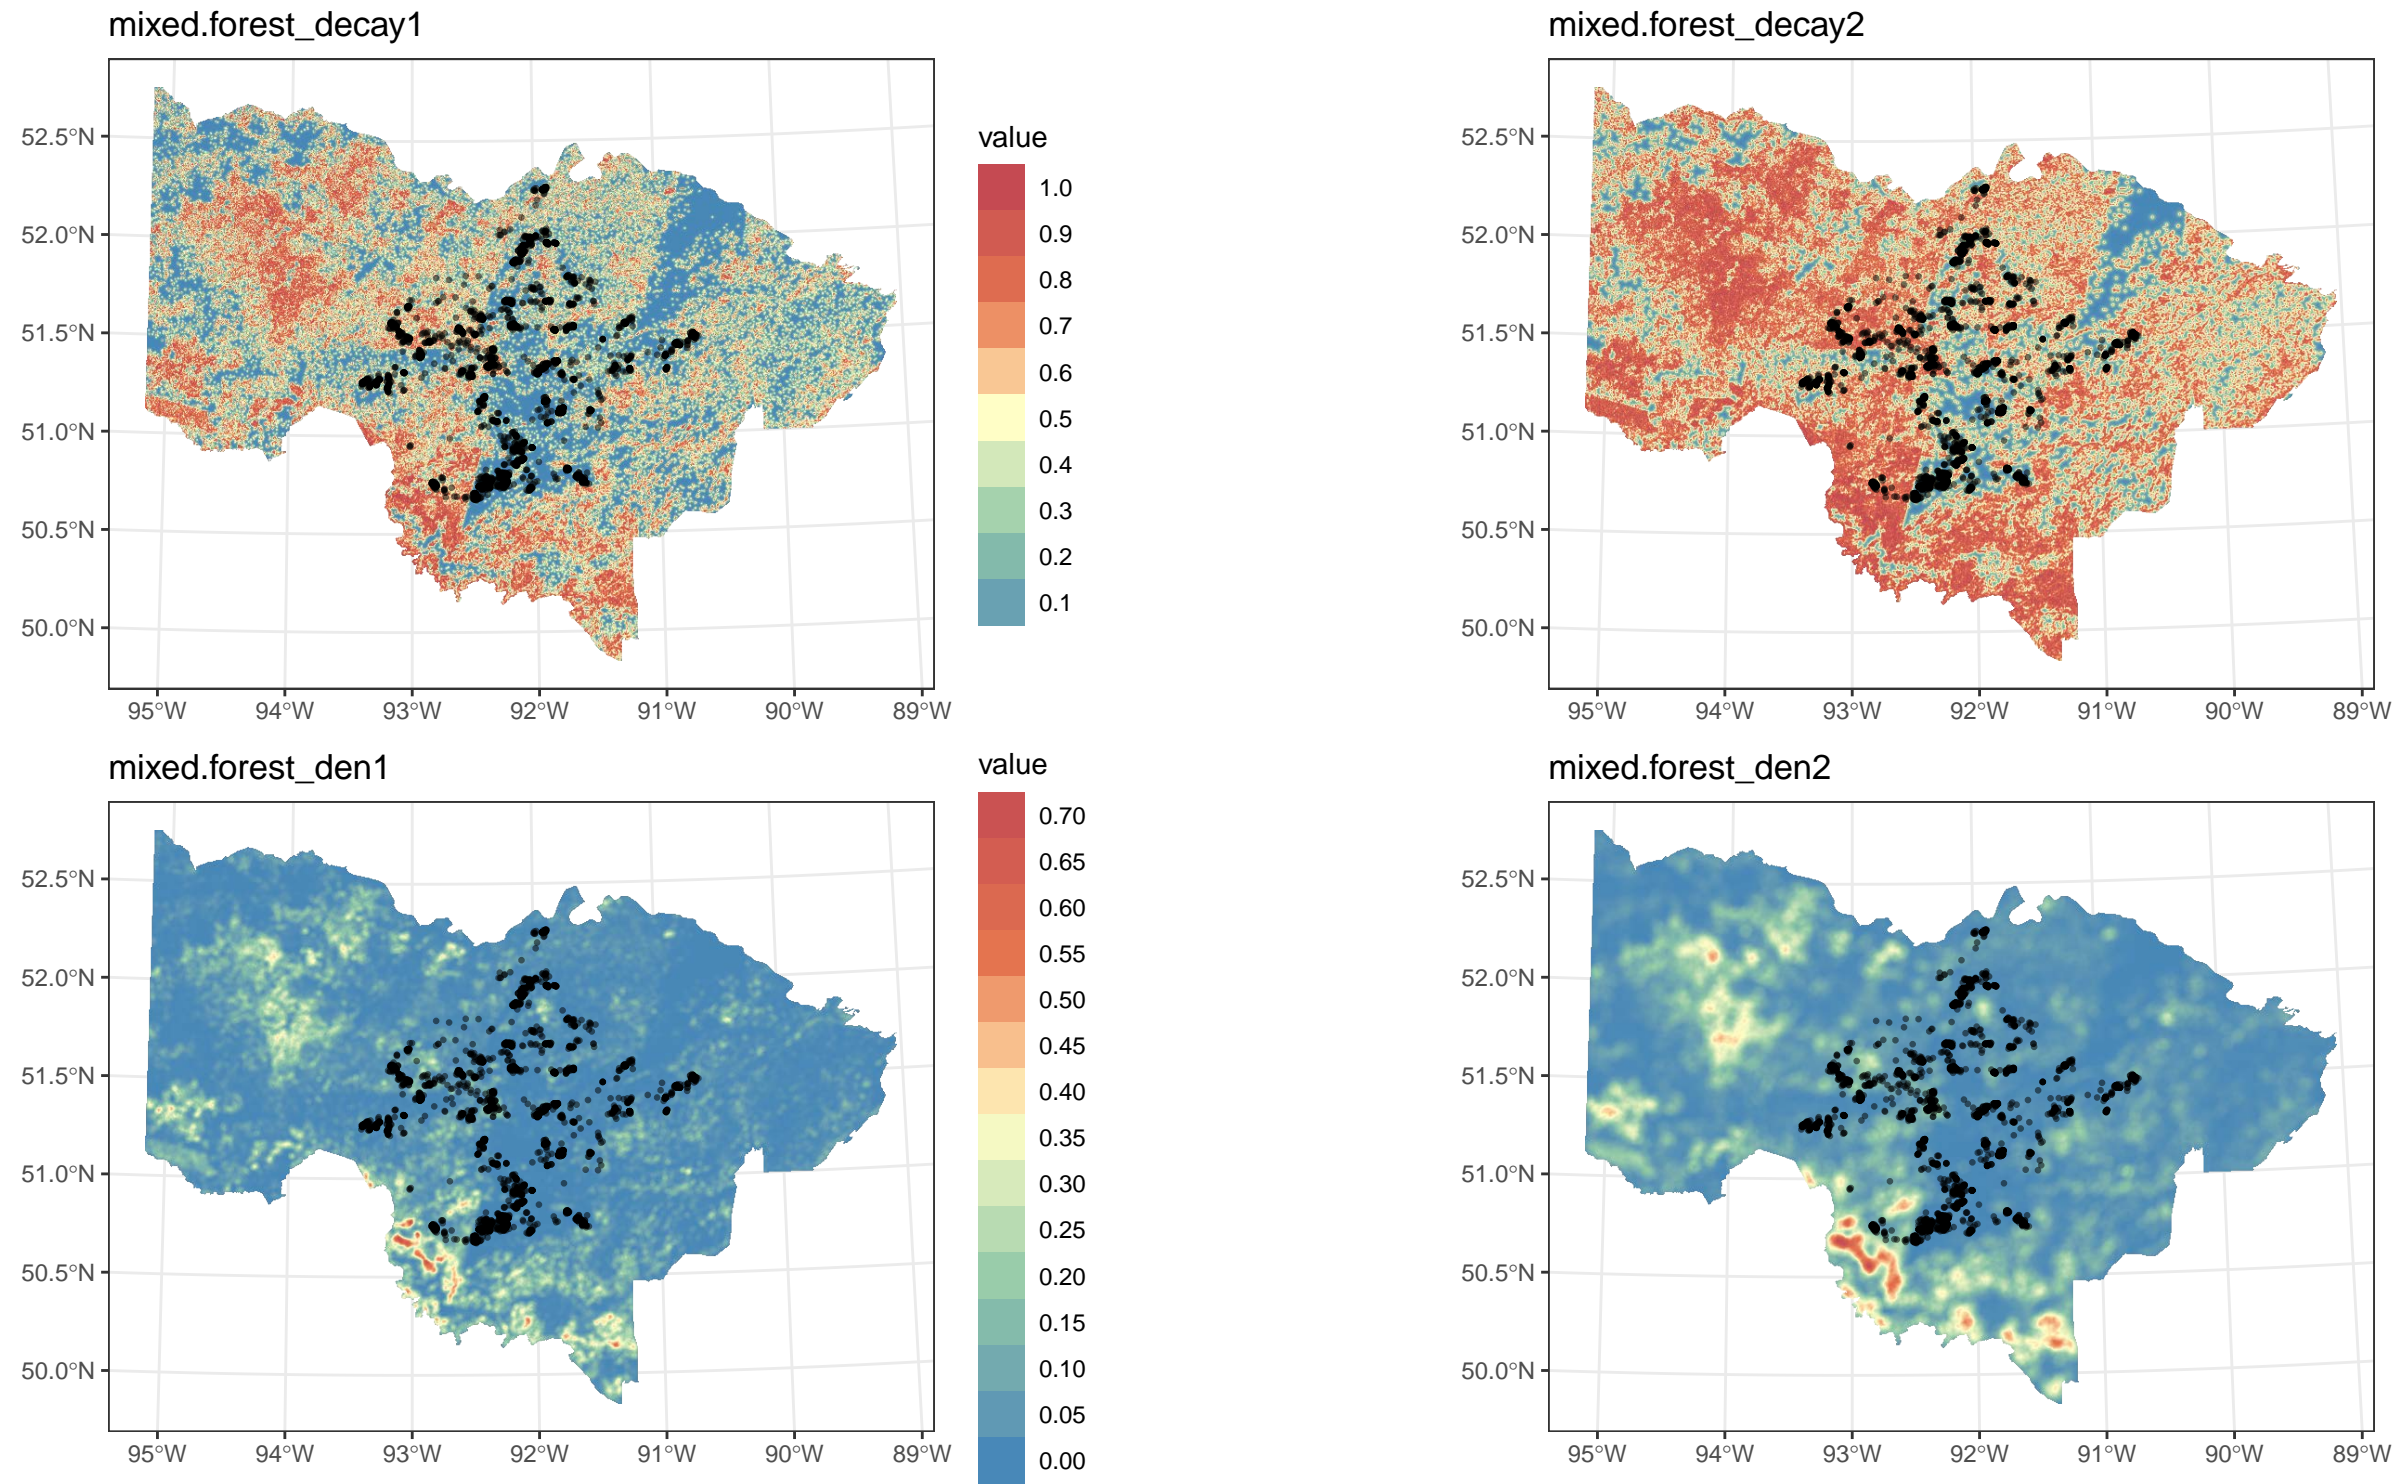 mixed.forest_decay1
52.5°N
52.0°N
51.5°N
51.0°N
50.5°N
50.0°N
95°W 94°W 93°W 92°W 91°W 90°W 89°W
value
1.0
0.9
0.8
0.7
0.6
0.5
0.4
0.3
0.2
0.1
mixed.forest_decay2
52.5°N
52.0°N
51.5°N
51.0°N
50.5°N
50.0°N
95°W 94°W 93°W 92°W 91°W 90°W 89°W
mixed.forest_den1
52.5°N
52.0°N
51.5°N
51.0°N
50.5°N
50.0°N
95°W 94°W 93°W 92°W 91°W 90°W 89°W
value
0.70
0.65
0.60
0.55
0.50
0.45
0.40
0.35
0.30
0.25
0.20
0.15
0.10
0.05
0.00
mixed.forest_den2
52.5°N
52.0°N
51.5°N
51.0°N
50.5°N
50.0°N
95°W 94°W 93°W 92°W 91°W 90°W 89°W